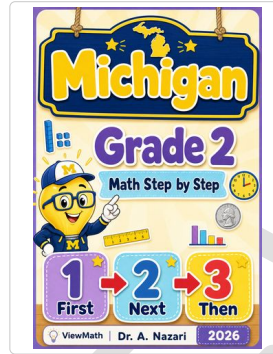 Michigan
Grade 2
Math Step by Step
M
M
1 2 3
First Next Then
ViewMath | Dr. A. Nazari 2026